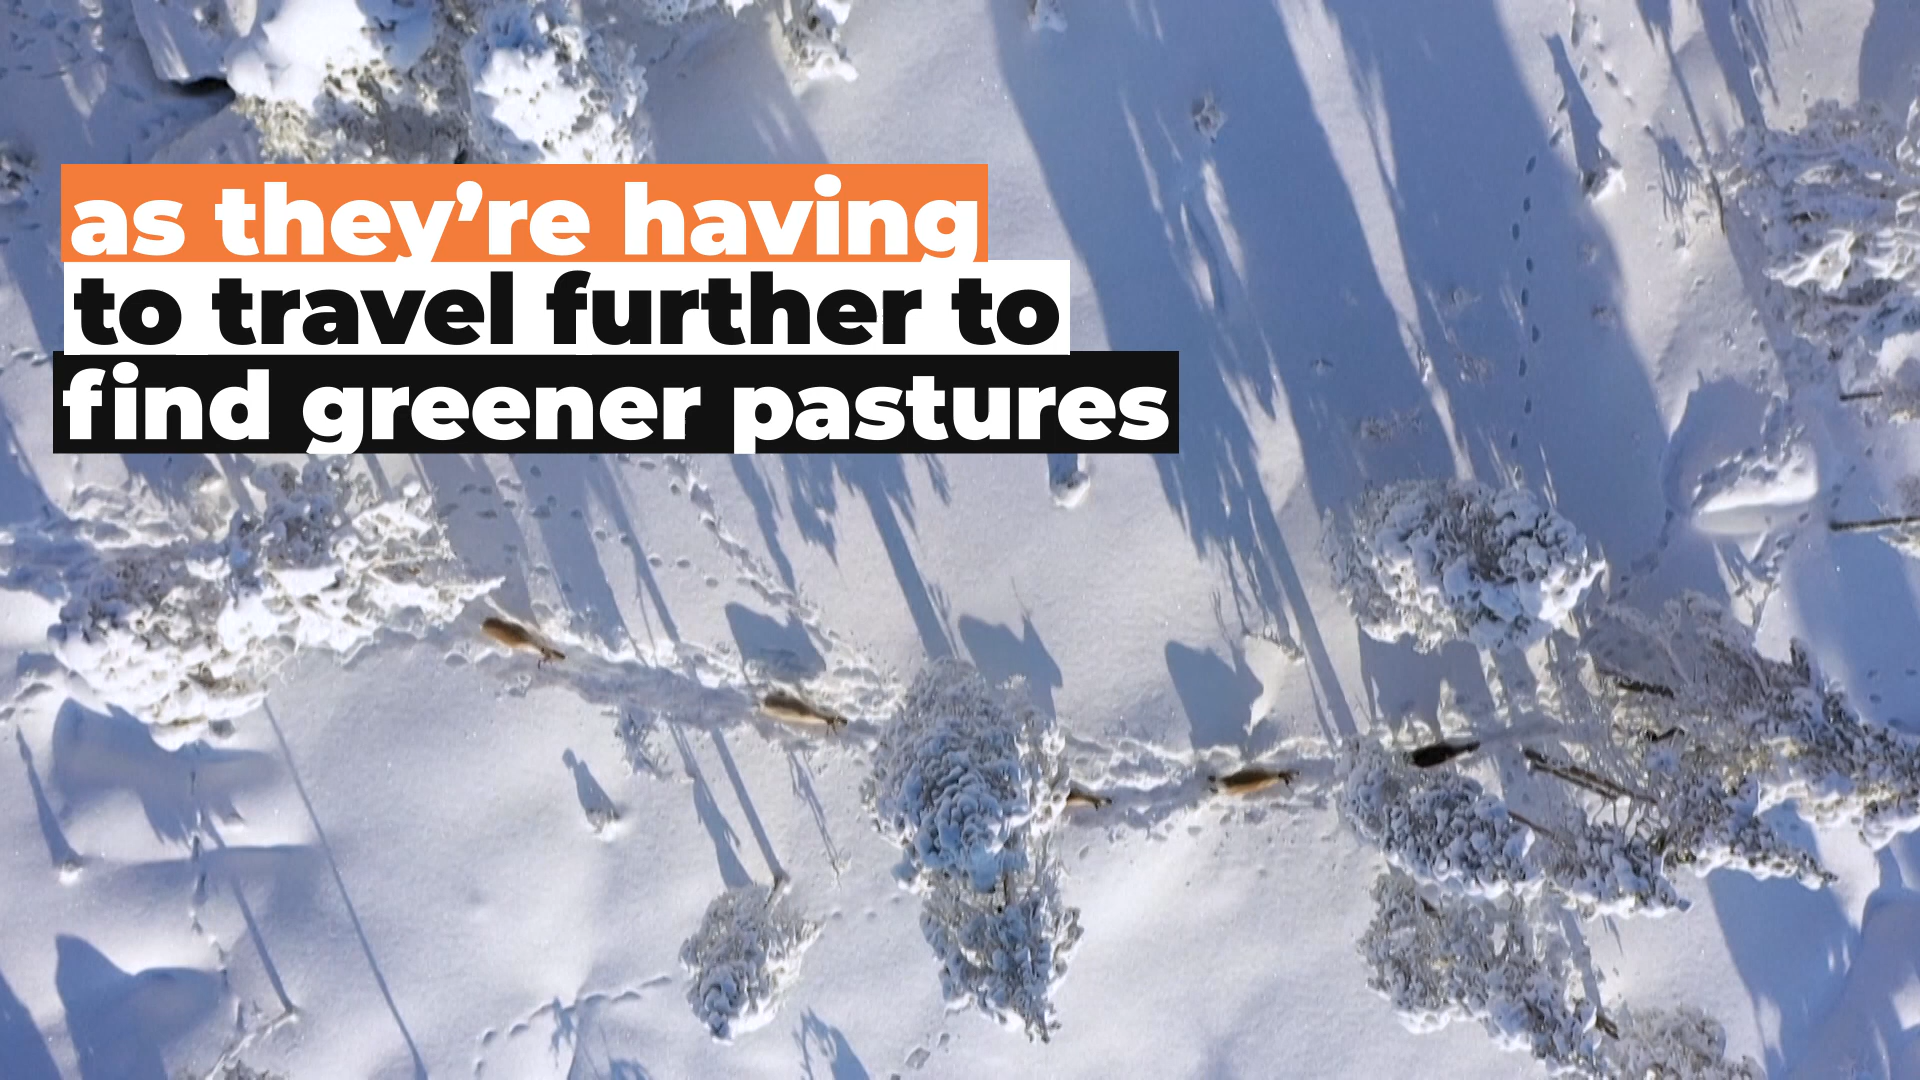 as they’re having
to travel further to
find greener pastures